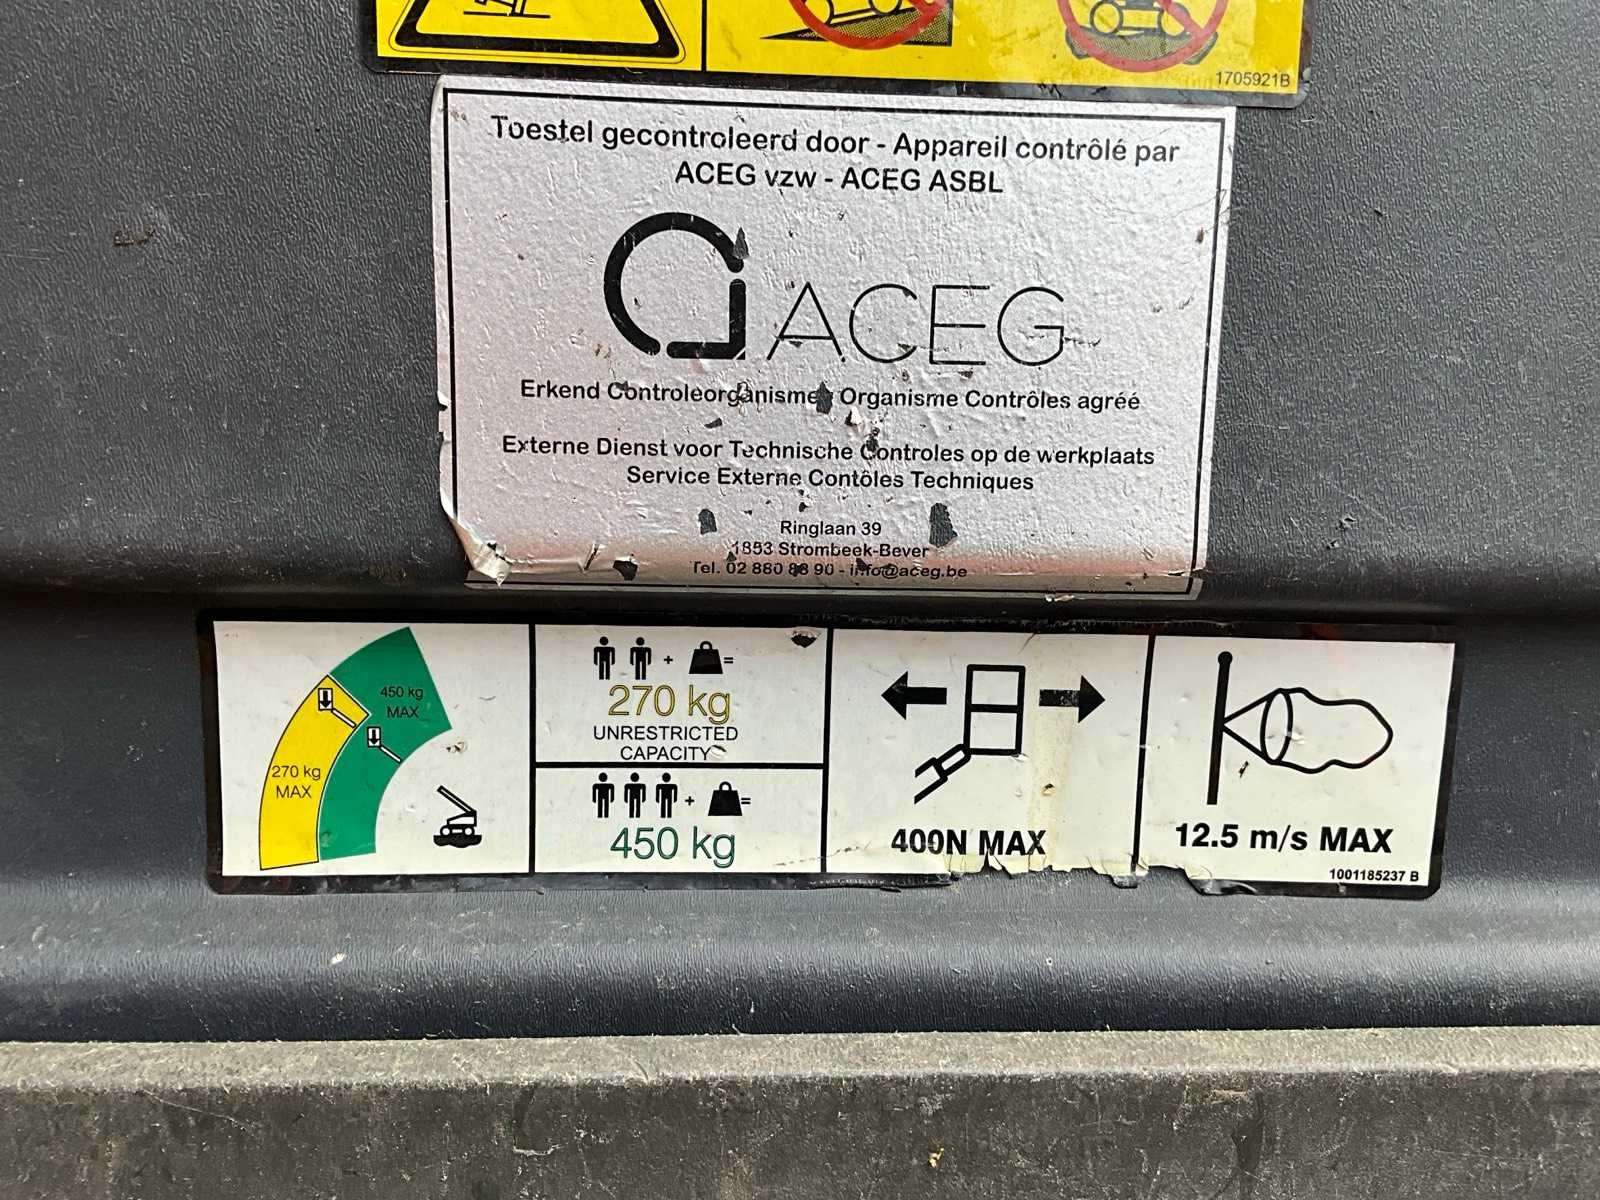 1705921B
Toestel gecontroleerd door - Appareil contrôlé par
ACEG vzw - ACEG ASBL
ACEG
Erkend Controleorganisme - Organisme Contrôles agréé
Externe Dienst voor Technische Controles op de werkplaats
Service Externe Contôles Techniques
Ringlaan 39
1853 Strombeek-Bever
Tel. 02 880 88 90 - info@aceg.be
450 kg
MAX
270 kg
MAX
+ =
270 kg
UNRESTRICTED
CAPACITY
+ =
450 kg
400N MAX
12.5 m/s MAX
1001185237 B